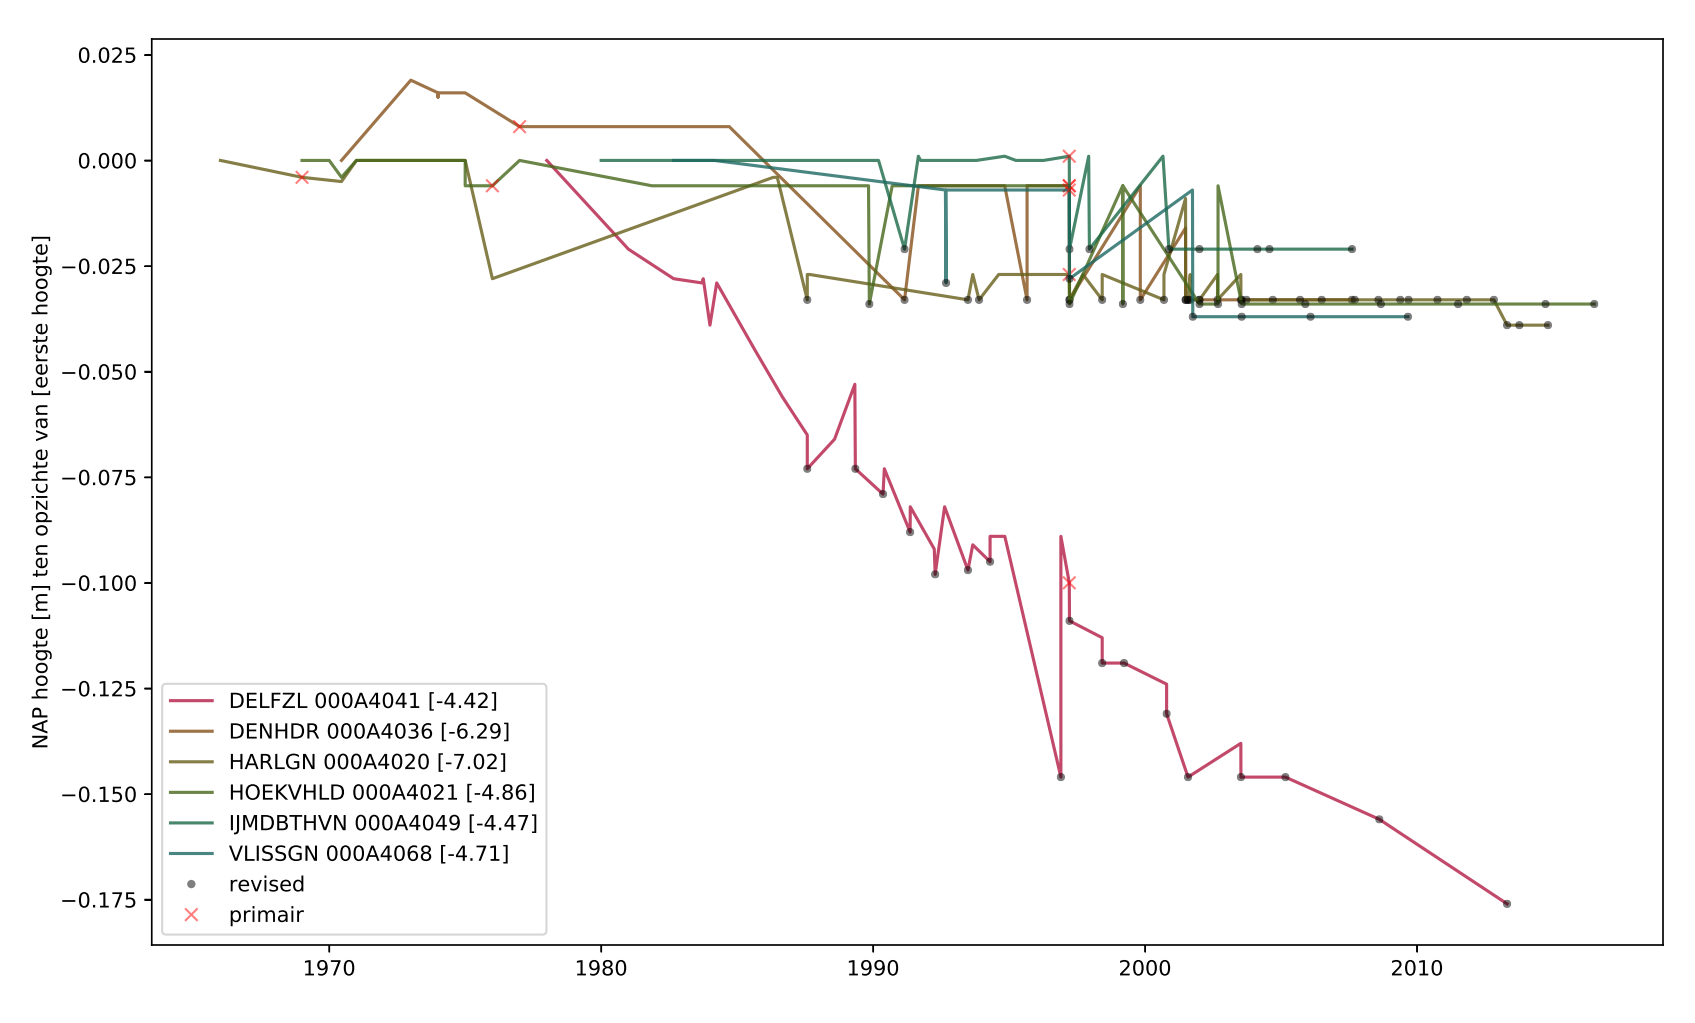 NAP hoogte [m] ten opzichte van [eerste hoogte]
0.025
0.000
−0.025
−0.050
−0.075
−0.100
−0.125
−0.150
−0.175
DELFZL 000A4041 [-4.42]
DENHDR 000A4036 [-6.29]
HARLGN 000A4020 [-7.02]
HOEKVHLD 000A4021 [-4.86]
IJMDBTHVN 000A4049 [-4.47]
VLISSGN 000A4068 [-4.71]
revised
primair
1970 1980 1990 2000 2010